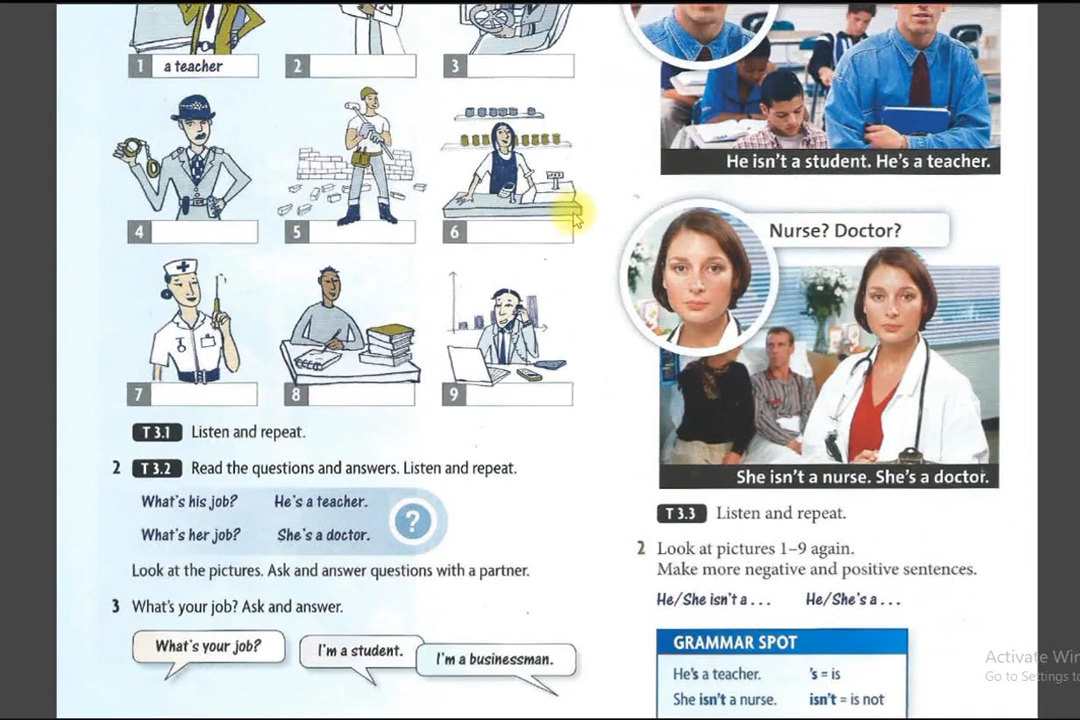 1 a teacher
2
3
4
5
6
7
8
9
T 3.1 Listen and repeat.
2 T 3.2 Read the questions and answers. Listen and repeat.
What's his job? He's a teacher.
What's her job? She's a doctor.
?
Look at the pictures. Ask and answer questions with a partner.
3 What's your job? Ask and answer.
What's your job?
I'm a student.
I'm a businessman.
He isn't a student. He's a teacher.
Nurse? Doctor?
She isn't a nurse. She's a doctor.
T 3.3 Listen and repeat.
2 Look at pictures 1–9 again.
Make more negative and positive sentences.
He/She isn't a . . . He/She's a . . .
GRAMMAR SPOT
He's a teacher. 's = is
She isn't a nurse. isn't = is not
Activate Win
Go to Settings to